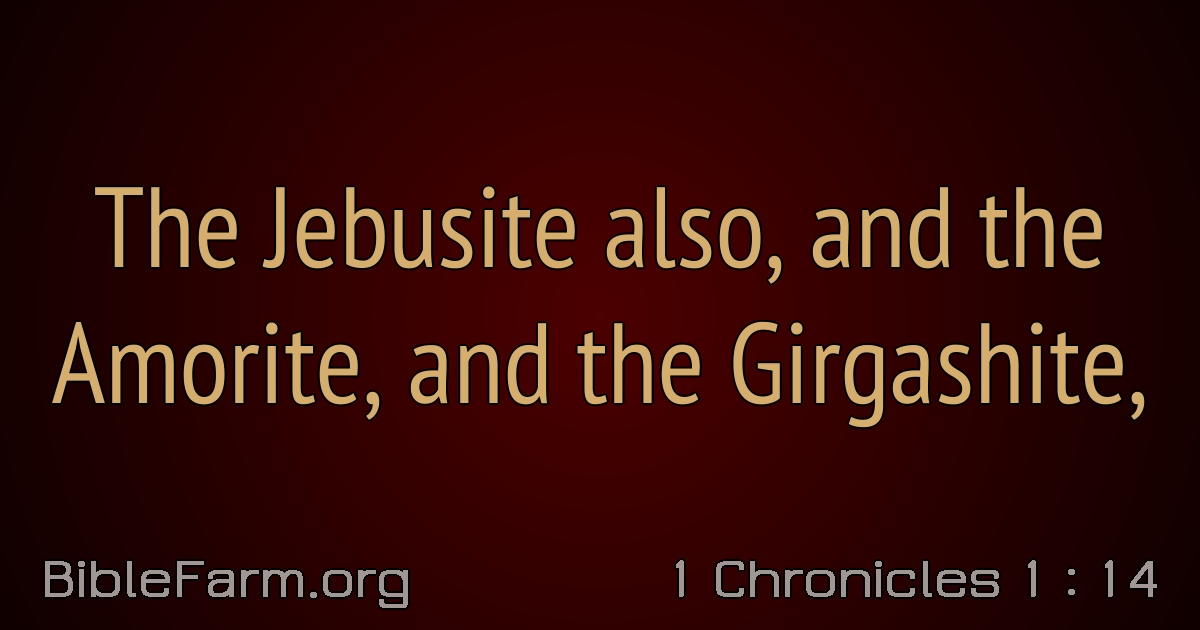 The Jebusite also, and the
Amorite, and the Girgashite,
BibleFarm.org
1 Chronicles 1 : 14